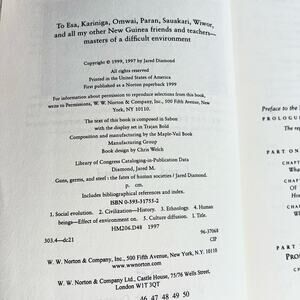 To Esa, Kariniga, Omwai, Paran, Sauakari, Wiwor,
and all my other New Guinea friends and teachers—
masters of a difficult environment
Copyright © 1999, 1997 by Jared Diamond
All rights reserved
Printed in the United States of America
First published as a Norton paperback 1999
For information about permission to reproduce selections from this book,
write to Permissions, W. W. Norton & Company, Inc., 500 Fifth Avenue, New York,
NY 10110.
The text of this book is composed in Sabon
with the display set in Trajan Bold
Composition and manufacturing by the Maple-Vail Book
Manufacturing Group
Book design by Chris Welch
Library of Congress Cataloging-in-Publication Data
Diamond, Jared M.
Guns, germs, and steel : the fates of human societies / Jared Diamond.
p. cm.
Includes bibliographical references and index.
ISBN 0-393-31755-2
1. Social evolution. 2. Civilization—History. 3. Ethnology. 4. Human
beings—Effect of environment on. 5. Culture diffusion. I. Title.
HM206.D48 1997
303.4—dc21 96-37068
CIP
W. W. Norton & Company, Inc., 500 Fifth Avenue, New York, N.Y. 10110
www.wwnorton.com
W. W. Norton & Company Ltd., Castle House, 75/76 Wells Street,
London W1T 3QT
46 47 48 49 50
Preface to the
PROLOGUE
The re
PART ON
CHAPT
Wha
CHAP
Of
CHA
PART
PRO